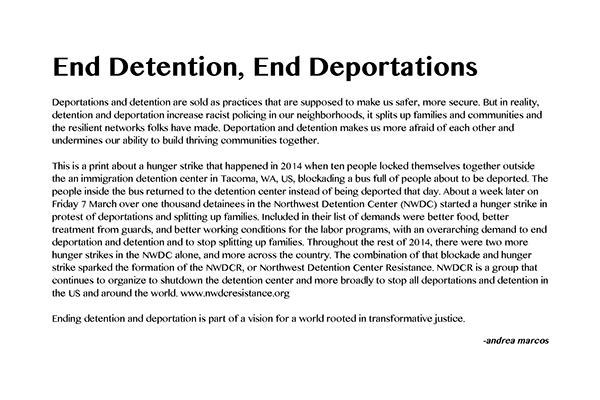 End Detention, End Deportations
Deportations and detention are sold as practices that are supposed to make us safer, more secure. But in reality,
detention and deportation increase racist policing in our neighborhoods, it splits up families and communities and
the resilient networks folks have made. Deportation and detention makes us more afraid of each other and
undermines our ability to build thriving communities together.
This is a print about a hunger strike that happened in 2014 when ten people locked themselves together outside
the an immigration detention center in Tacoma, WA, US, blockading a bus full of people about to be deported. The
people inside the bus returned to the detention center instead of being deported that day. About a week later on
Friday 7 March over one thousand detainees in the Northwest Detention Center (NWDC) started a hunger strike in
protest of deportations and splitting up families. Included in their list of demands were better food, better
treatment from guards, and better working conditions for the labor programs, with an overarching demand to end
deportation and detention and to stop splitting up families. Throughout the rest of 2014, there were two more
hunger strikes in the NWDC alone, and more across the country. The combination of that blockade and hunger
strike sparked the formation of the NWDCR, or Northwest Detention Center Resistance. NWDCR is a group that
continues to organize to shutdown the detention center and more broadly to stop all deportations and detention in
the US and around the world. www.nwdcresistance.org
Ending detention and deportation is part of a vision for a world rooted in transformative justice.
-andrea marcos